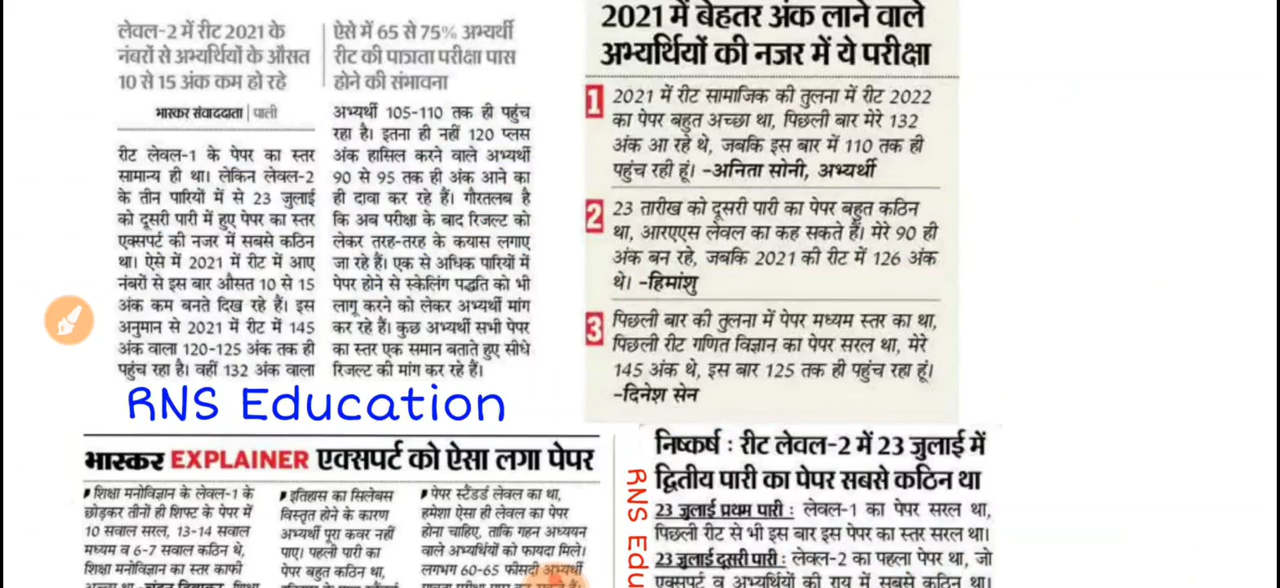 लेवल-2 में रीट 2021 के
नंबरों से अभ्यर्थियों के औसत
10 से 15 अंक कम हो रहे
ऐसे में 65 से 75% अभ्यर्थी
रीट की पात्रता परीक्षा पास
होने की संभावना
भास्कर संवाददाता | पाली
रीट लेवल-1 के पेपर का स्तर
सामान्य ही था। लेकिन लेवल-2
के तीन पारियों में से 23 जुलाई
को दूसरी पारी में हुए पेपर का स्तर
एक्सपर्ट की नजर में सबसे कठिन
था। ऐसे में 2021 में रीट में आए
नंबरों से इस बार औसत 10 से 15
अंक कम बनते दिख रहे हैं। इस
अनुमान से 2021 में रीट में 145
अंक वाला 120-125 अंक तक ही
पहुंच रहा है। वहीं 132 अंक वाला
अभ्यर्थी 105-110 तक ही पहुंच
रहा है। इतना ही नहीं 120 प्लस
अंक हासिल करने वाले अभ्यर्थी
90 से 95 तक ही अंक आने का
ही दावा कर रहे हैं। गौरतलब है
कि अब परीक्षा के बाद रिजल्ट को
लेकर तरह-तरह के कयास लगाए
जा रहे हैं। एक से अधिक पारियों में
पेपर होने से स्केलिंग पद्धति को भी
लागू करने को लेकर अभ्यर्थी मांग
कर रहे हैं। कुछ अभ्यर्थी सभी पेपर
का स्तर एक समान बताते हुए सीधे
रिजल्ट की मांग कर रहे हैं।
2021 में बेहतर अंक लाने वाले
अभ्यर्थियों की नजर में ये परीक्षा
1 2021 में रीट सामाजिक की तुलना में रीट 2022
का पेपर बहुत अच्छा था, पिछली बार मेरे 132
अंक आ रहे थे, जबकि इस बार में 110 तक ही
पहुंच रही हूं। -अनिता सोनी, अभ्यर्थी
2 23 तारीख को दूसरी पारी का पेपर बहुत कठिन
था, आरएएस लेवल का कह सकते हैं। मेरे 90 ही
अंक बन रहे, जबकि 2021 की रीट में 126 अंक
थे। -हिमांशु
3 पिछली बार की तुलना में पेपर मध्यम स्तर का था,
पिछली रीट गणित विज्ञान का पेपर सरल था, मेरे
145 अंक थे, इस बार 125 तक ही पहुंच रहा हूं।
-दिनेश सेन
RNS Education
भास्कर EXPLAINER एक्सपर्ट को ऐसा लगा पेपर
शिक्षा मनोविज्ञान के लेवल-1 के
छोड़कर तीनों ही शिफ्ट के पेपर में
10 सवाल सरल, 13-14 सवाल
मध्यम व 6-7 सवाल कठिन थे,
शिक्षा मनोविज्ञान का स्तर काफी
इतिहास का सिलेबस
विस्तृत होने के कारण
अभ्यर्थी पूरा कवर नहीं
पाए। पहली पारी का
पेपर बहुत कठिन था,
पेपर स्टैंडर्ड लेवल का था,
हमेशा ऐसा ही लेवल का पेपर
होना चाहिए, ताकि गहन अध्ययन
वाले अभ्यर्थियों को फायदा मिले।
लगभग 60-65 फीसदी अभ्यर्थी
RNS Edu
निष्कर्ष : रीट लेवल-2 में 23 जुलाई में
द्वितीय पारी का पेपर सबसे कठिन था
23 जुलाई प्रथम पारी : लेवल-1 का पेपर सरल था,
पिछली रीट से भी इस बार इस पेपर का स्तर सरल था।
23 जुलाई दूसरी पारी : लेवल-2 का पहला पेपर था, जो
एक्सपर्ट व अभ्यर्थियों की राय में सबसे कठिन था।